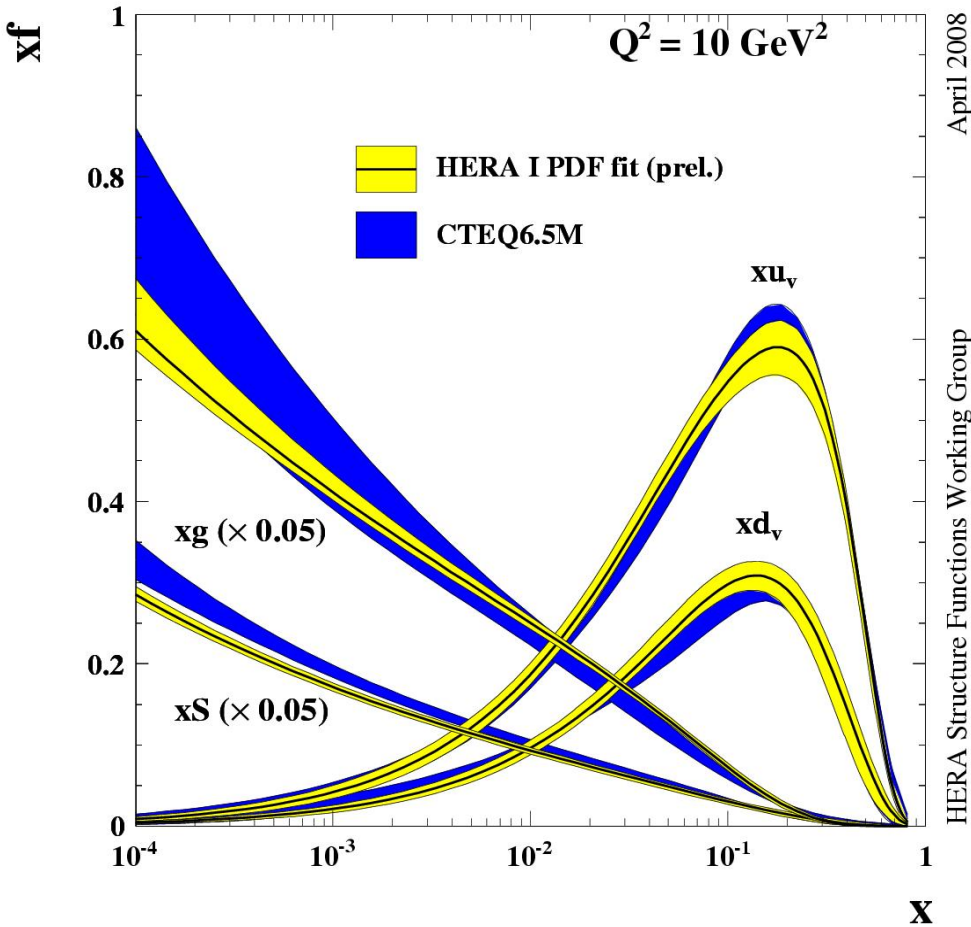 xf
1
0.8
0.6
0.4
0.2
0
Q² = 10 GeV²
HERA I PDF fit (prel.)
CTEQ6.5M
xuᵥ
xdᵥ
xg (× 0.05)
xS (× 0.05)
10⁻⁴ 10⁻³ 10⁻² 10⁻¹ 1
x
HERA Structure Functions Working Group April 2008